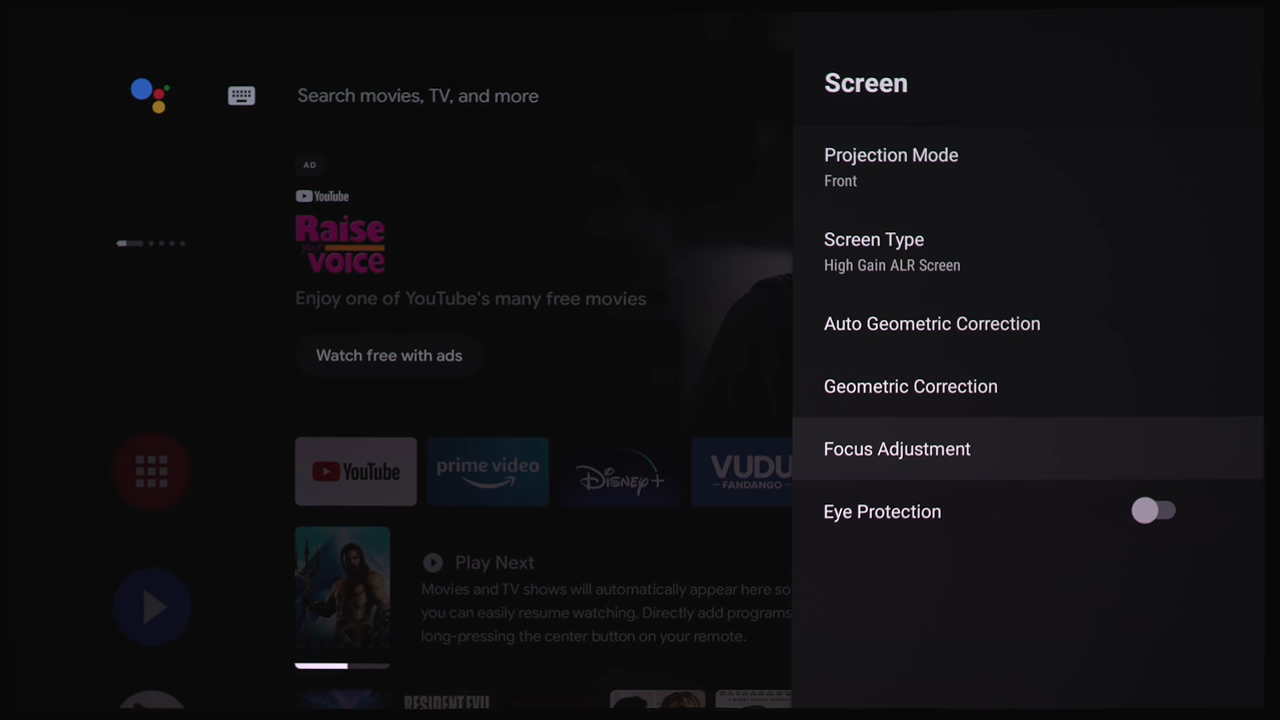 Search movies, TV, and more
AD
YouTube
Raise
your
VOICE
Enjoy one of YouTube's many free movies
Watch free with ads
YouTube
prime video
Disney+
VUDU
FANDANGO
Play Next
Movies and TV shows will automatically appear here so
you can easily resume watching. Directly add programs
long-pressing the center button on your remote.
RESIDENT EVIL
Screen
Projection Mode
Front
Screen Type
High Gain ALR Screen
Auto Geometric Correction
Geometric Correction
Focus Adjustment
Eye Protection